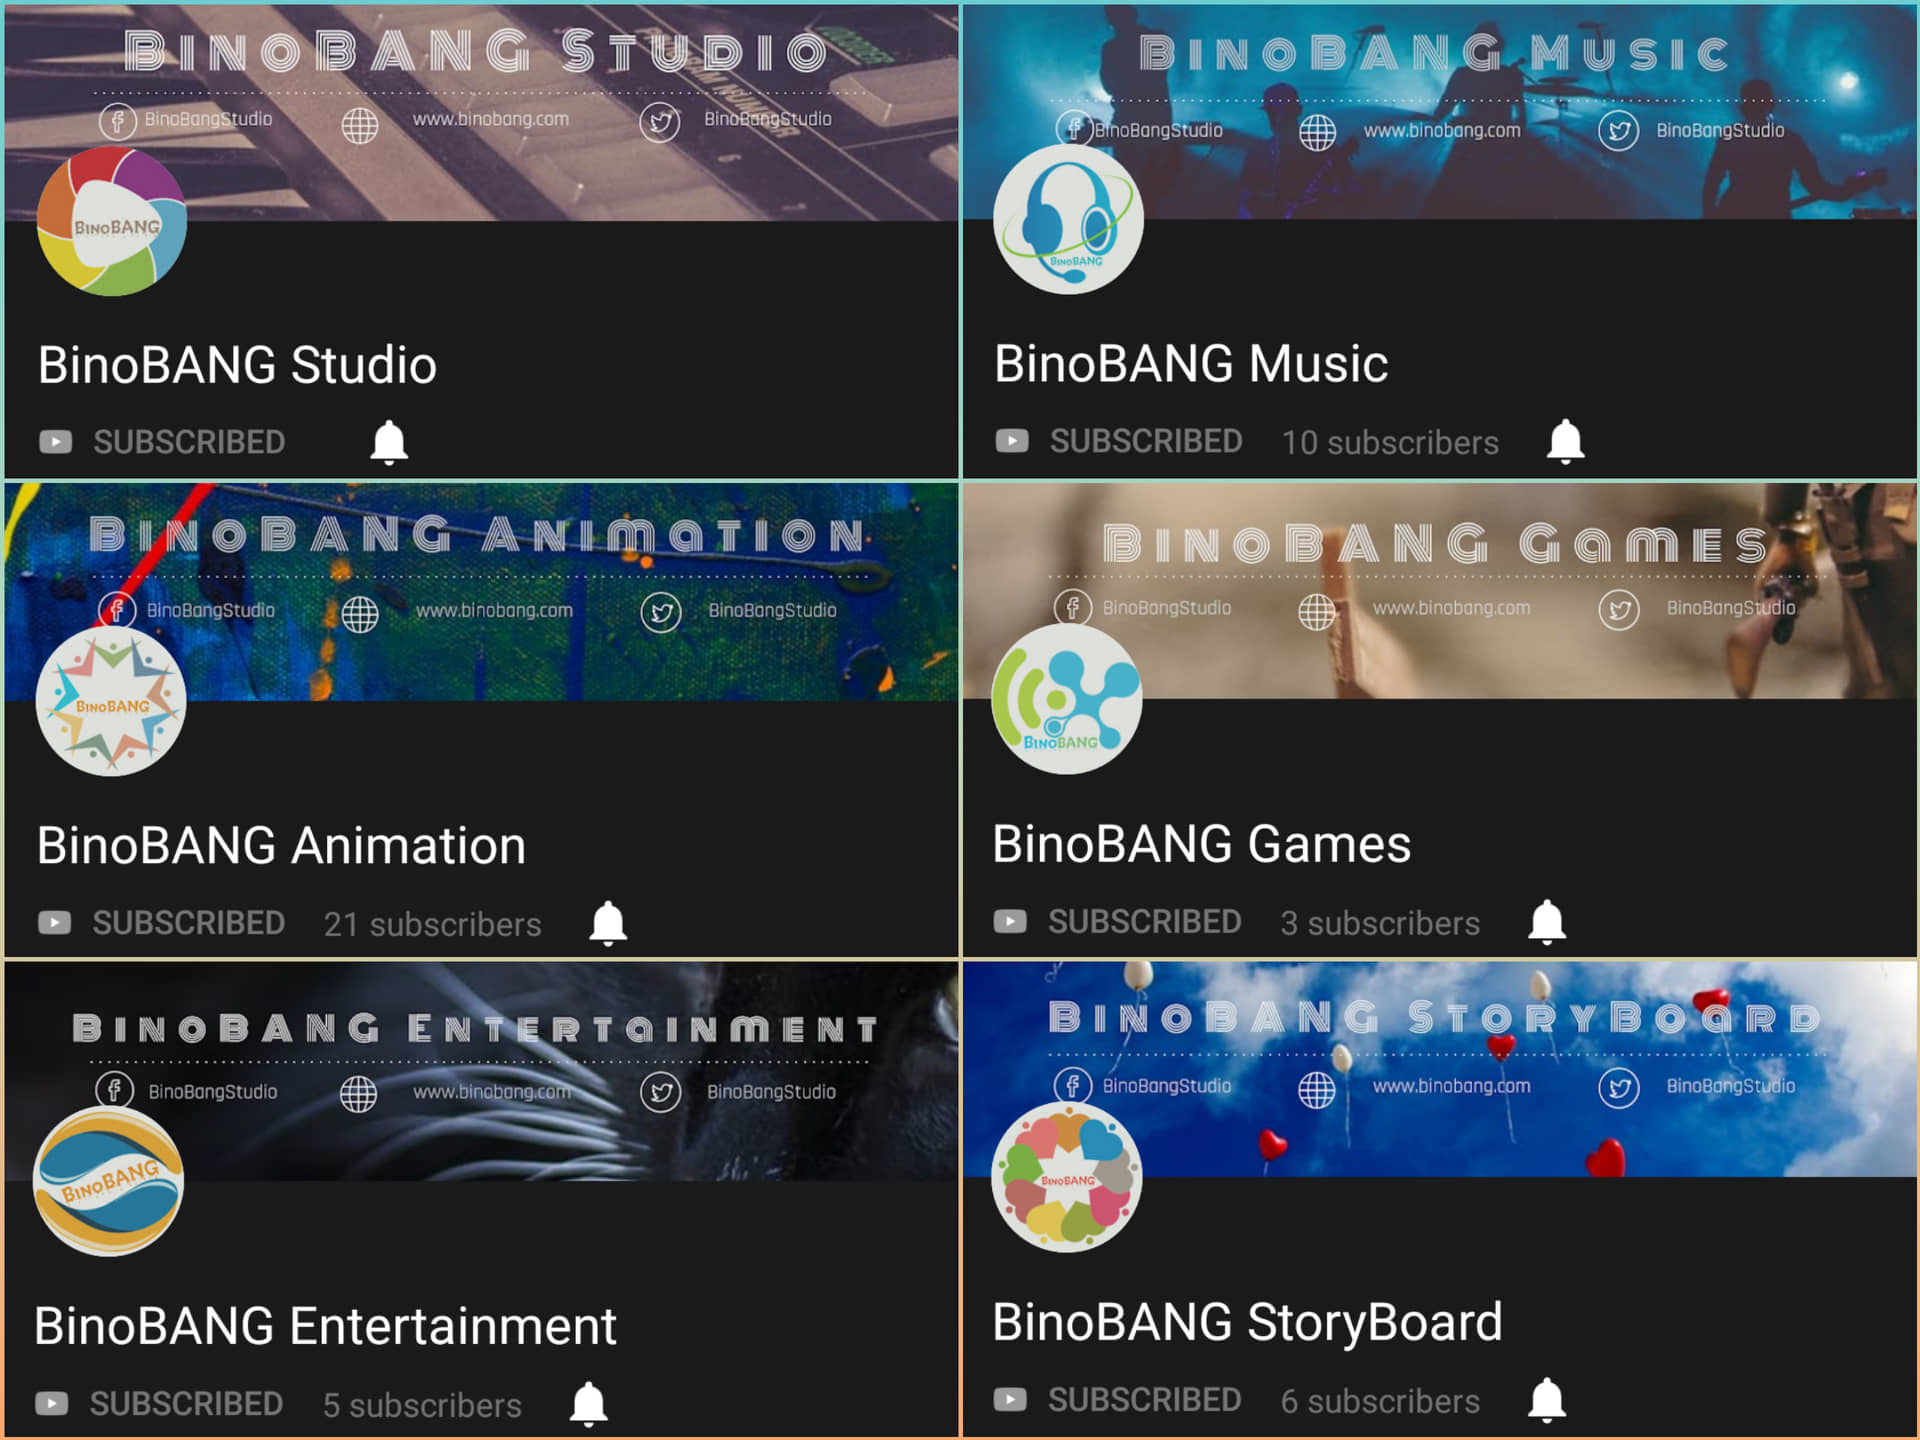 BINOBANG STUDIO
BinoBangStudio www.binobang.com BinoBangStudio
BINOBANG
BinoBANG Studio
SUBSCRIBED
BINOBANG MUSIC
BinoBangStudio www.binobang.com BinoBangStudio
BINOBANG
BinoBANG Music
SUBSCRIBED 10 subscribers
BINOBANG ANIMATION
BinoBangStudio www.binobang.com BinoBangStudio
BINOBANG
BinoBANG Animation
SUBSCRIBED 21 subscribers
BINOBANG GAMES
BinoBangStudio www.binobang.com BinoBangStudio
BINOBANG
BinoBANG Games
SUBSCRIBED 3 subscribers
BINOBANG ENTERTAINMENT
BinoBangStudio www.binobang.com BinoBangStudio
BINOBANG
BinoBANG Entertainment
SUBSCRIBED 5 subscribers
BINOBANG STORYBOARD
BinoBangStudio www.binobang.com BinoBangStudio
BINOBANG
BinoBANG StoryBoard
SUBSCRIBED 6 subscribers